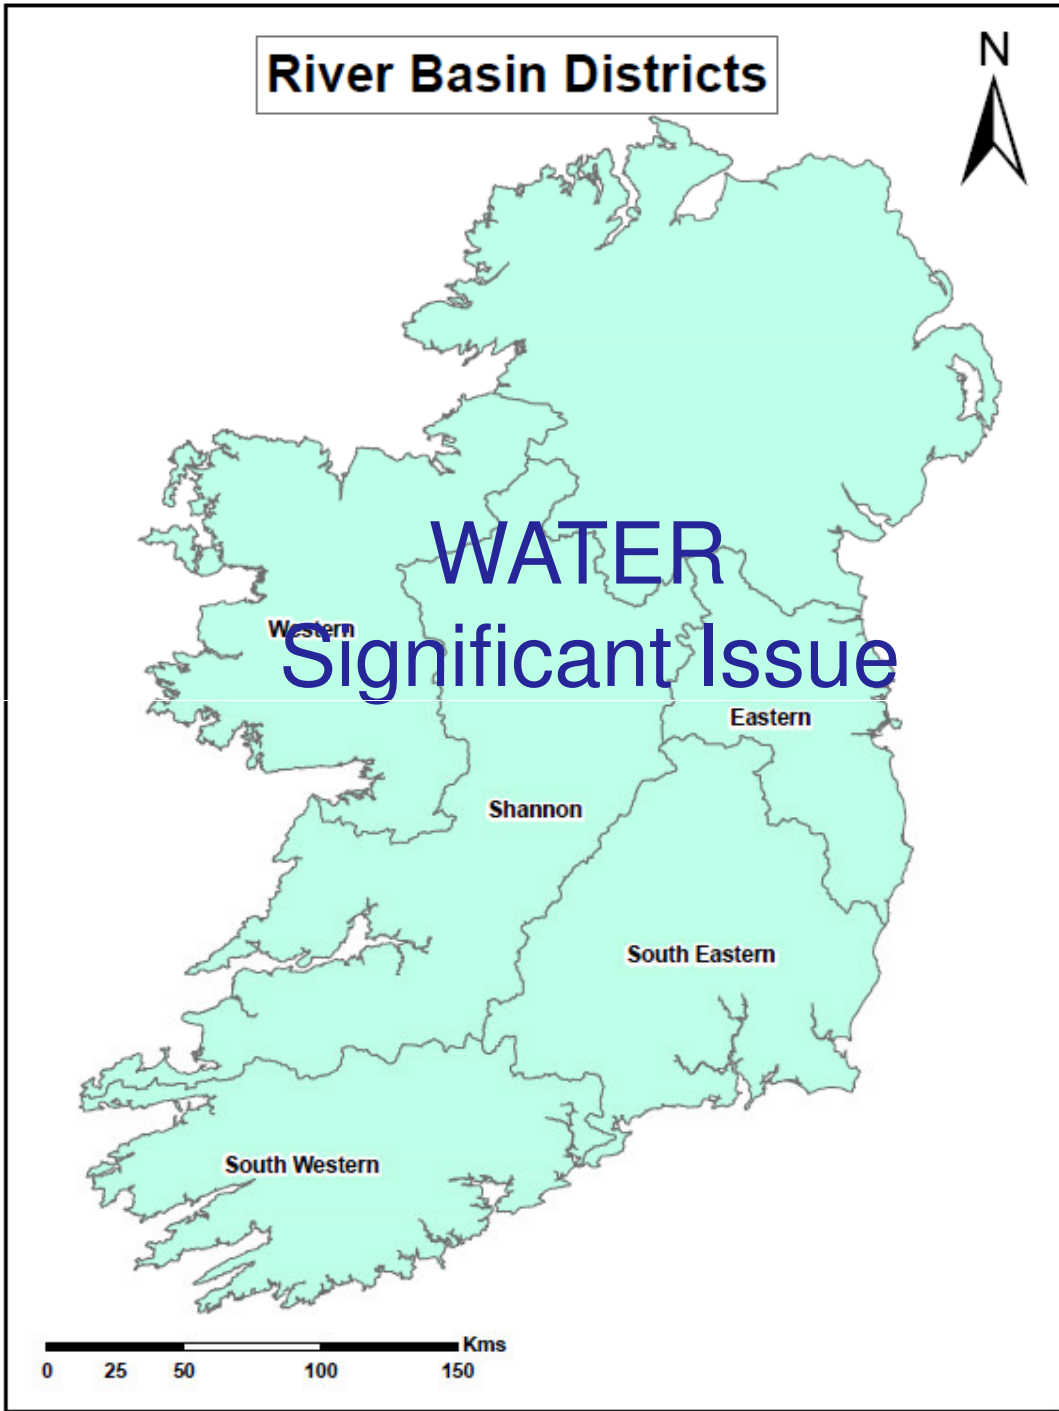 River Basin Districts
N
WATER
Western
Significant Issue
Eastern
Shannon
South Eastern
South Western
Kms
0 25 50 100 150